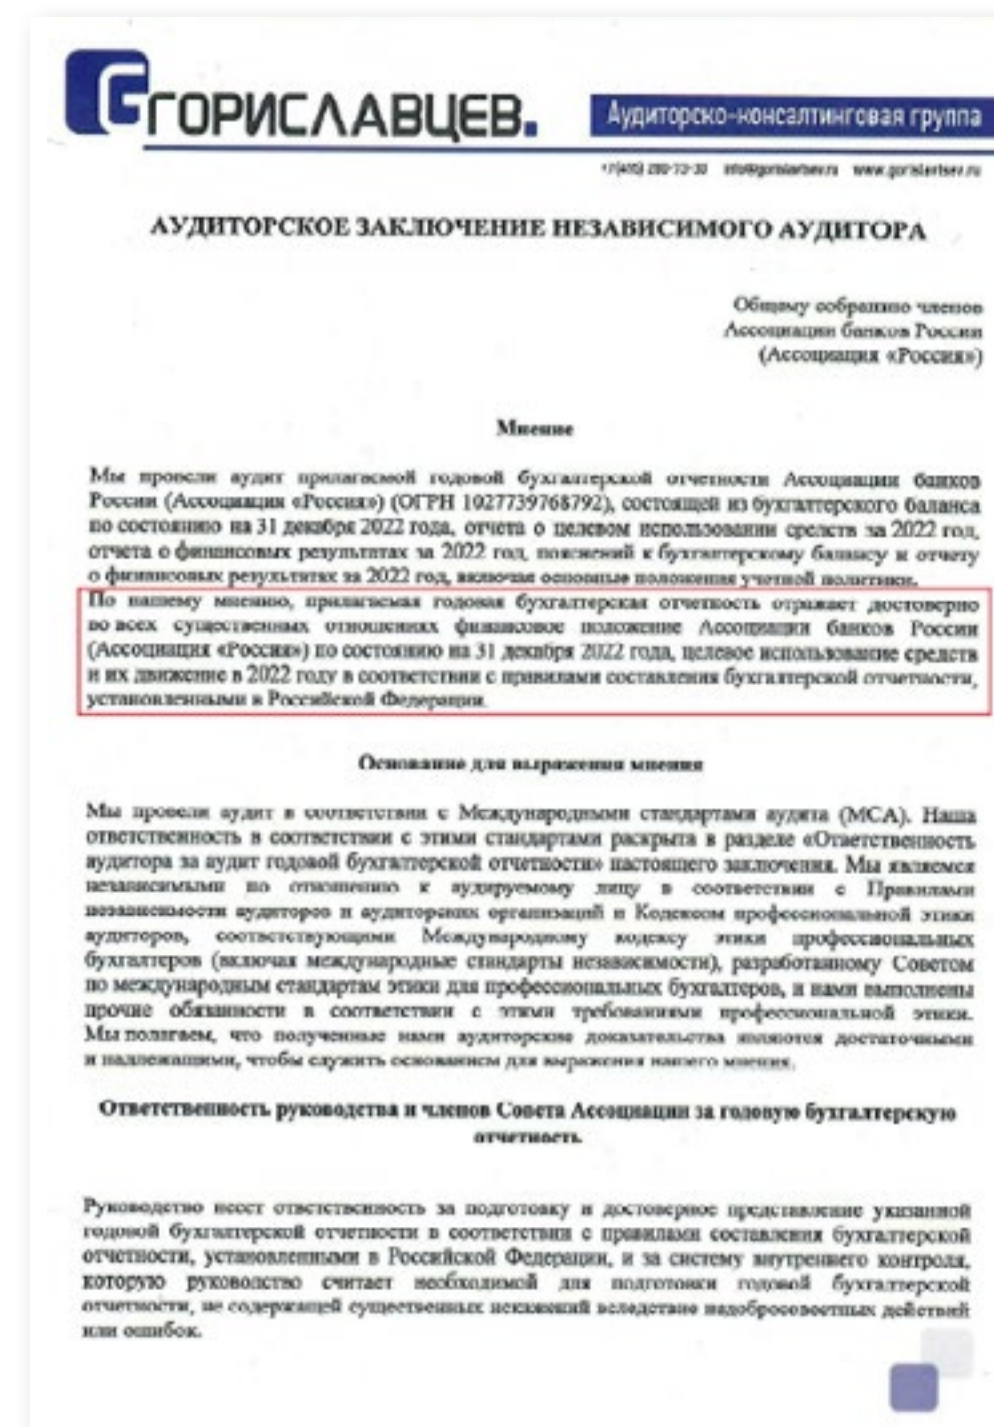 ГОРИСЛАВЦЕВ.
Аудиторско-консалтинговая группа
info@gorislavtsev.ru www.gorislavtsev.ru
АУДИТОРСКОЕ ЗАКЛЮЧЕНИЕ НЕЗАВИСИМОГО АУДИТОРА
Общему собранию членов
Ассоциации банков России
(Ассоциация «Россия»)
Мнение
Мы провели аудит прилагаемой годовой бухгалтерской отчетности Ассоциации банков
России (Ассоциация «Россия») (ОГРН 1027739768792), состоящей из бухгалтерского баланса
по состоянию на 31 декабря 2022 года, отчета о целевом использовании средств за 2022 год,
отчета о финансовых результатах за 2022 год, пояснений к бухгалтерскому балансу и отчету
о финансовых результатах за 2022 год, включая основные положения учетной политики.
По нашему мнению, прилагаемая годовая бухгалтерская отчетность отражает достоверно
во всех существенных отношениях финансовое положение Ассоциации банков России
(Ассоциация «Россия») по состоянию на 31 декабря 2022 года, целевое использование средств
и их движение в 2022 году в соответствии с правилами составления бухгалтерской отчетности,
установленными в Российской Федерации.
Основание для выражения мнения
Мы провели аудит в соответствии с Международными стандартами аудита (МСА). Наша
ответственность в соответствии с этими стандартами раскрыта в разделе «Ответственность
аудитора за аудит годовой бухгалтерской отчетности» настоящего заключения. Мы являемся
независимыми по отношению к аудируемому лицу в соответствии с Правилами
независимости аудиторов и аудиторских организаций и Кодексом профессиональной этики
аудиторов, соответствующими Международному кодексу этики профессиональных
бухгалтеров (включая международные стандарты независимости), разработанному Советом
по международным стандартам этики для профессиональных бухгалтеров, и нами выполнены
прочие обязанности в соответствии с этими требованиями профессиональной этики.
Мы полагаем, что полученные нами аудиторские доказательства являются достаточными
и надлежащими, чтобы служить основанием для выражения нашего мнения.
Ответственность руководства и членов Совета Ассоциации за годовую бухгалтерскую
отчетность
Руководство несет ответственность за подготовку и достоверное представление указанной
годовой бухгалтерской отчетности в соответствии с правилами составления бухгалтерской
отчетности, установленными в Российской Федерации, и за систему внутреннего контроля,
которую руководство считает необходимой для подготовки годовой бухгалтерской
отчетности, не содержащей существенных искажений вследствие недобросовестных действий
или ошибок.